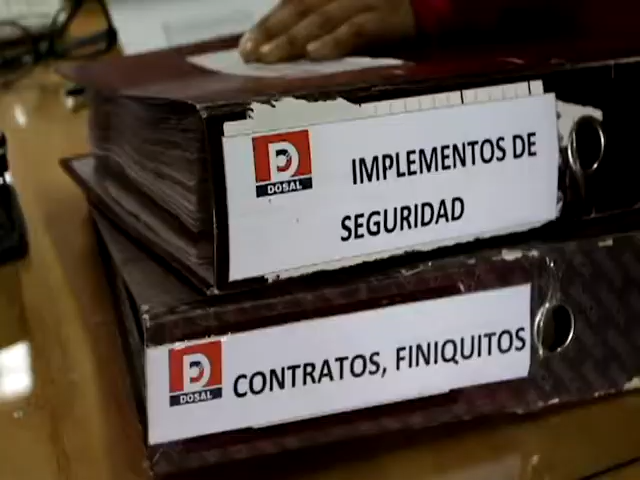 DOSAL
IMPLEMENTOS DE
SEGURIDAD
DOSAL
CONTRATOS, FINIQUITOS